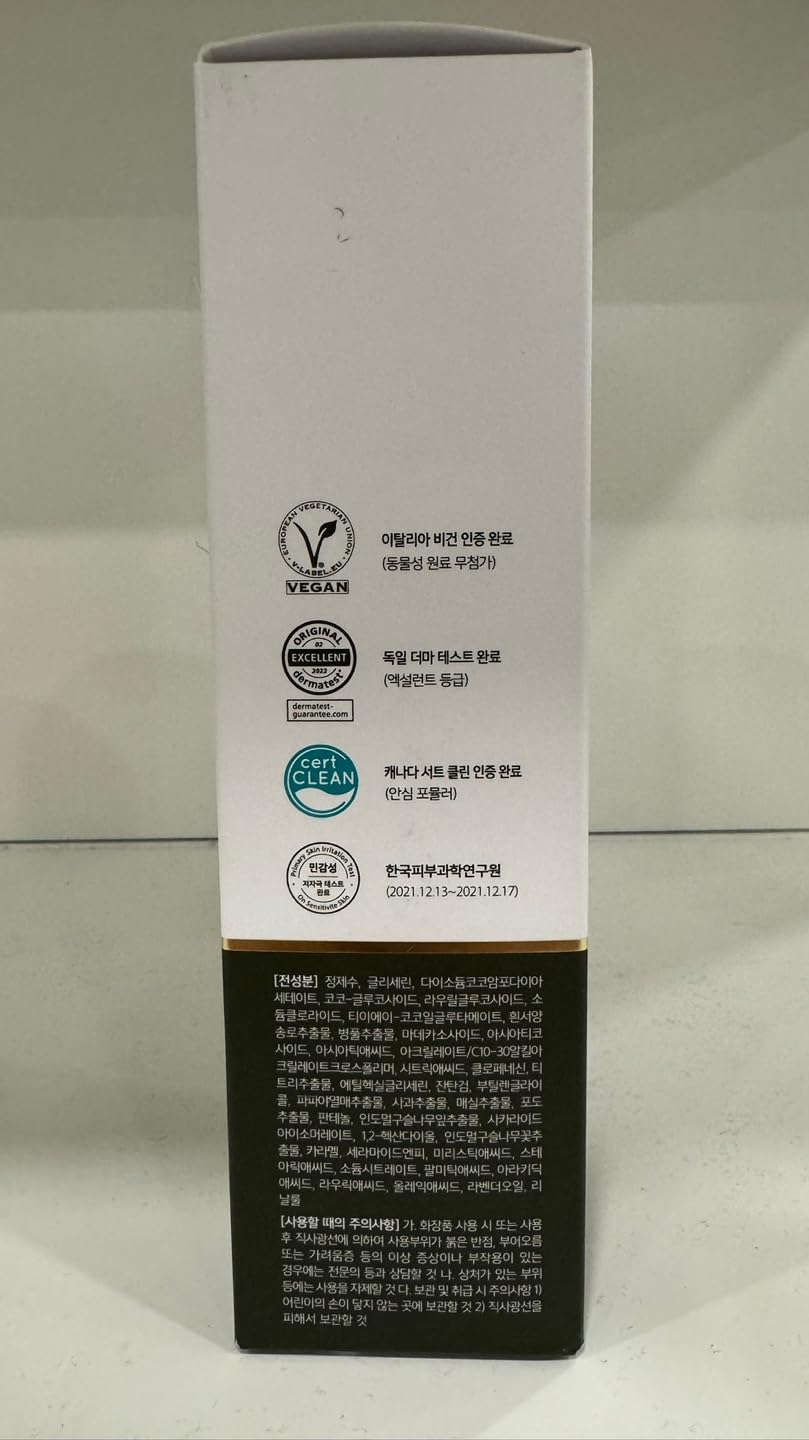 · EUROPEAN VEGETARIAN UNION ·
V-LABEL.EU
VEGAN
이탈리아 비건 인증 완료
(동물성 원료 무첨가)
ORIGINAL
02
EXCELLENT
2022
dermatest®
dermatest-
guarantee.com
독일 더마 테스트 완료
(엑설런트 등급)
cert
CLEAN
캐나다 서트 클린 인증 완료
(안심 포뮬러)
Primary Skin Irritation Test
민감성
저자극 테스트
완료
On Sensitivite Skin
한국피부과학연구원
(2021.12.13~2021.12.17)
[전성분] 정제수, 글리세린, 다이소듐코코암포다이아
세테이트, 코코-글루코사이드, 라우릴글루코사이드, 소
듐클로라이드, 티이에이-코코일글루타메이트, 흰서양
송로추출물, 병풀추출물, 마데카소사이드, 아시아티코
사이드, 아시아틱애씨드, 아크릴레이트/C10-30알킬아
크릴레이트크로스폴리머, 시트릭애씨드, 클로페네신, 티
트리추출물, 에틸헥실글리세린, 잔탄검, 부틸렌글라이
콜, 파파야열매추출물, 사과추출물, 매실추출물, 포도
추출물, 판테놀, 인도멀구슬나무잎추출물, 사카라이드
아이소머레이트, 1,2-헥산다이올, 인도멀구슬나무꽃추
출물, 카라멜, 세라마이드엔피, 미리스틱애씨드, 스테
아릭애씨드, 소듐시트레이트, 팔미틱애씨드, 아라키딕
애씨드, 라우릭애씨드, 올레익애씨드, 라벤더오일, 리
날룰
[사용할 때의 주의사항] 가. 화장품 사용 시 또는 사용
후 직사광선에 의하여 사용부위가 붉은 반점, 부어오름
또는 가려움증 등의 이상 증상이나 부작용이 있는
경우에는 전문의 등과 상담할 것 나. 상처가 있는 부위
등에는 사용을 자제할 것 다. 보관 및 취급 시 주의사항 1)
어린이의 손이 닿지 않는 곳에 보관할 것 2) 직사광선을
피해서 보관할 것